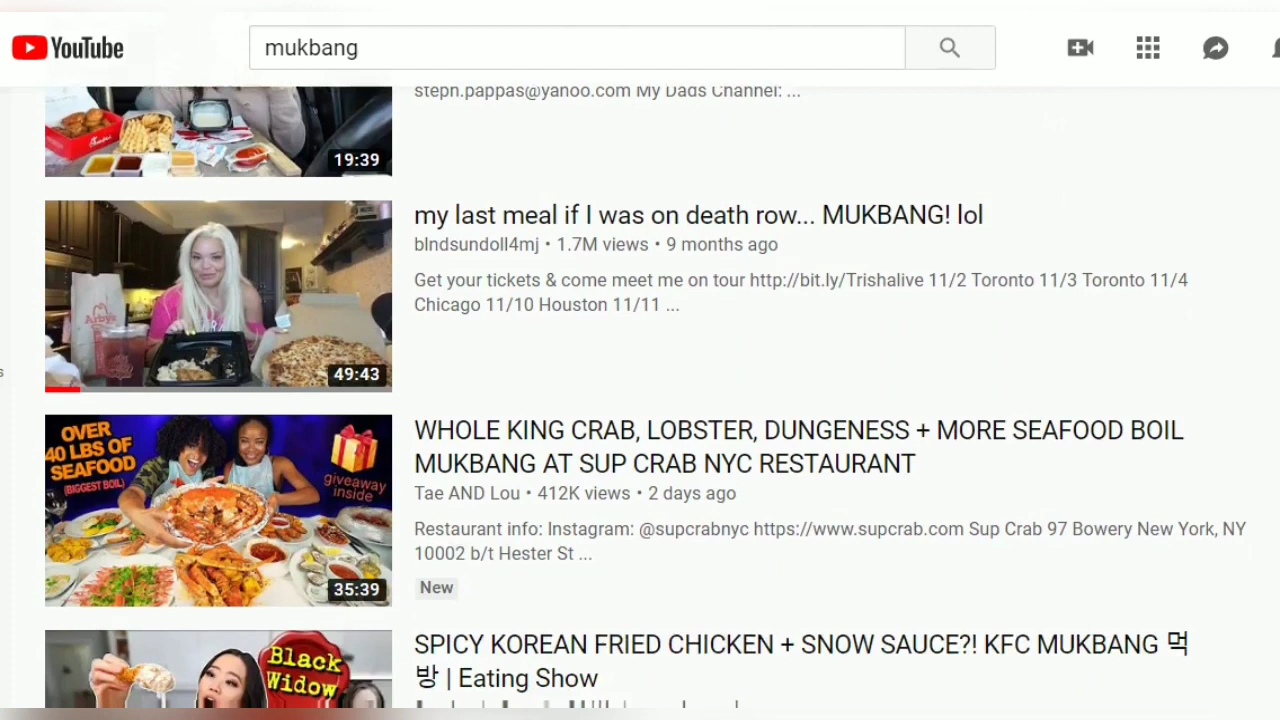 YouTube
mukbang
steph.pappas@yahoo.com My Dads Channel: ...
19:39
my last meal if I was on death row... MUKBANG! lol
blndsundoll4mj • 1.7M views • 9 months ago
Get your tickets & come meet me on tour http://bit.ly/Trishalive 11/2 Toronto 11/3 Toronto 11/4
Chicago 11/10 Houston 11/11 ...
Arby's
49:43
OVER
40 LBS OF
SEAFOOD
(BIGGEST BOIL)
giveaway
inside
35:39
WHOLE KING CRAB, LOBSTER, DUNGENESS + MORE SEAFOOD BOIL
MUKBANG AT SUP CRAB NYC RESTAURANT
Tae AND Lou • 412K views • 2 days ago
Restaurant info: Instagram: @supcrabnyc https://www.supcrab.com Sup Crab 97 Bowery New York, NY
10002 b/t Hester St ...
New
Black
Widow
SPICY KOREAN FRIED CHICKEN + SNOW SAUCE?! KFC MUKBANG 먹
방 | Eating Show